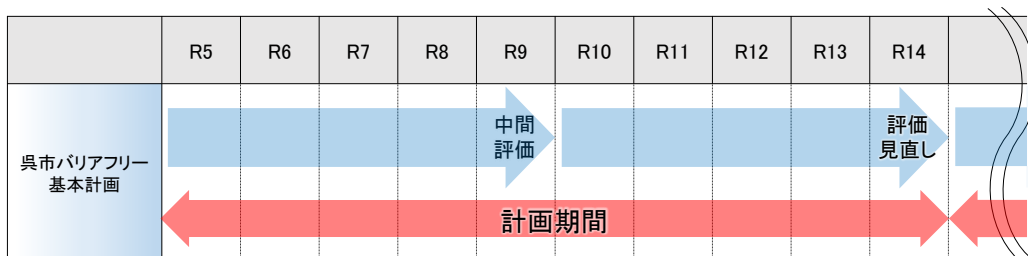 R5 R6 R7 R8 R9 R10 R11 R12 R13 R14
呉市バリアフリー
基本計画
中間
評価
評価
見直し
計画期間